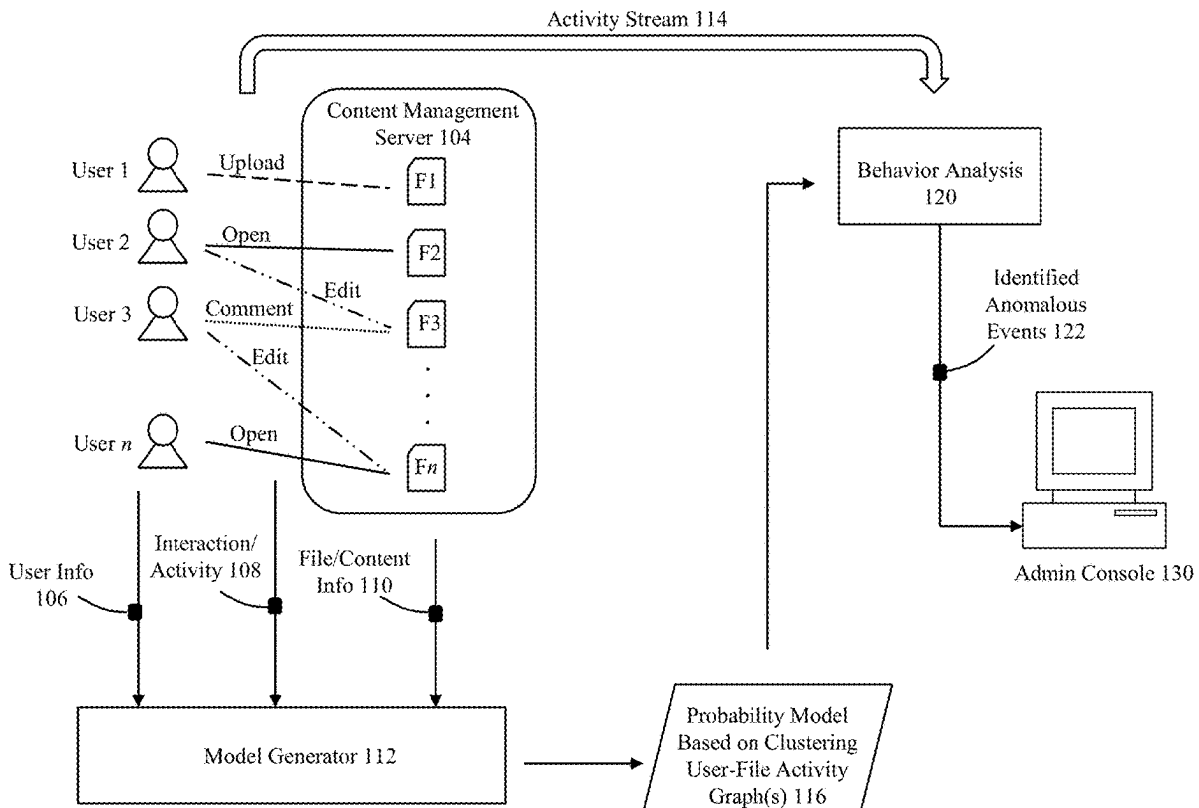 Activity Stream 114
Content Management
Server 104
User 1
Upload
F1
User 2
Open
F2
Edit
User 3
Comment
F3
Edit
User n
Open
Fn
Behavior Analysis
120
Identified
Anomalous
Events 122
Admin Console 130
User Info
106
Interaction/
Activity 108
File/Content
Info 110
Model Generator 112
Probability Model
Based on Clustering
User-File Activity
Graph(s) 116